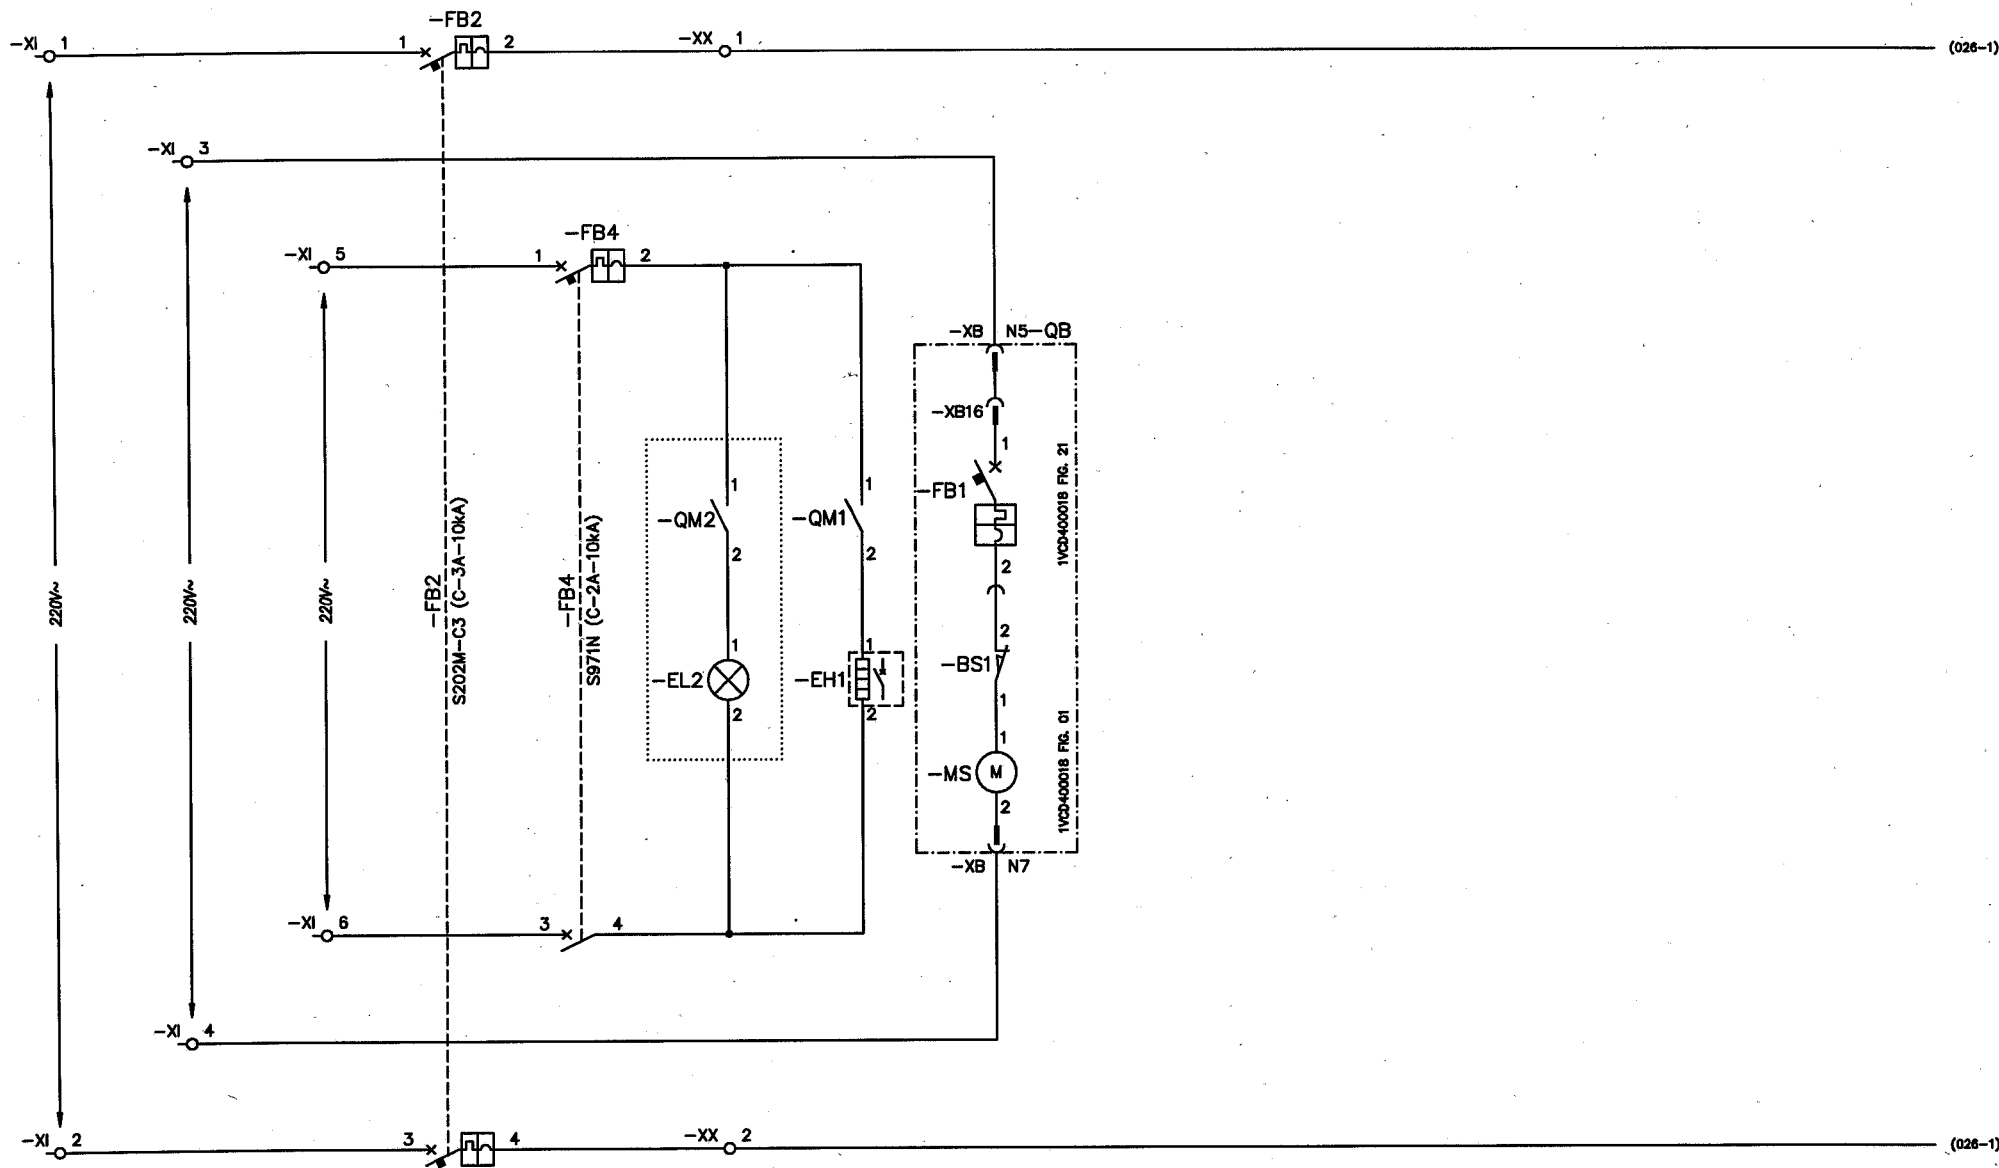 -FB2
-XI 1
1
2
-XX 1
(026-1)
-XI 3
-FB4
-XI 5
1
2
-XB N5-QB
-XB16
1
-FB1
2
1VCD400018 FIG. 21
1
-QM2
2
1
-QM1
2
220V~
220V~
220V~
-FB2
S202M-C3 (C-3A-10kA)
-FB4
S971N (C-2A-10kA)
1
-EL2
2
1
-EH1
2
2
-BS1
1
1
-MS M
2
1VCD400018 FIG. 01
-XB N7
-XI 6
3
4
-XI 4
-XI 2
3
4
-XX 2
(026-1)